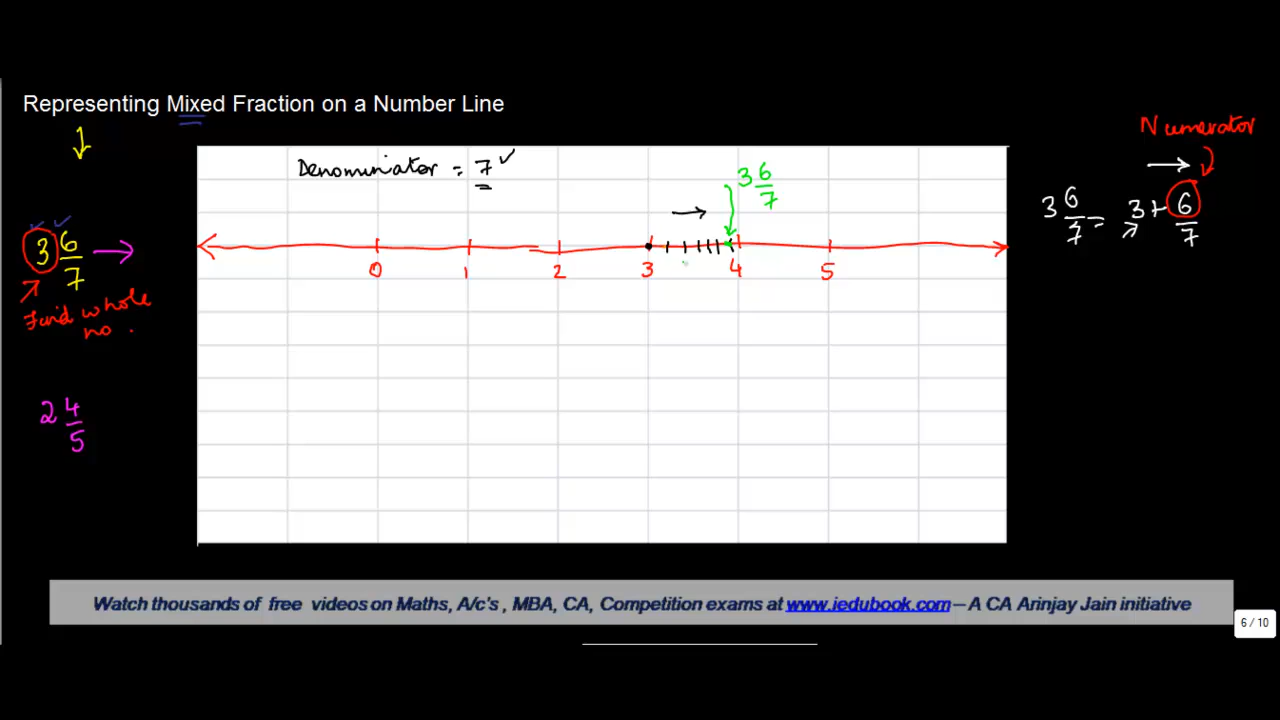 Representing Mixed Fraction on a Number Line
Numerator
Denominiator = 7
3 6/7
3 6/7 = 3 + 6/7
3 6/7
0 1 2 3 4 5
Find whole
no.
2 4/5
Watch thousands of free videos on Maths, A/c's , MBA, CA, Competition exams at www.iedubook.com – A CA Arinjay Jain initiative
6 / 10